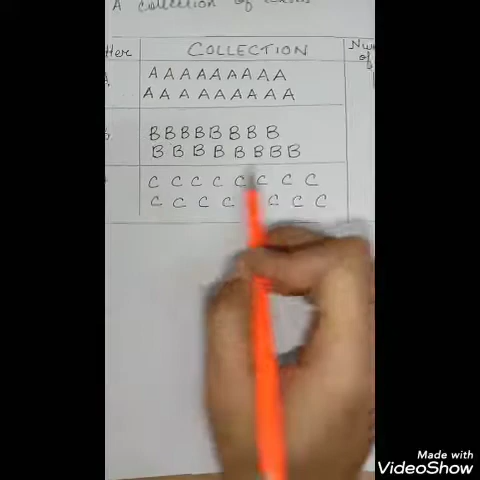 A collection of
COLLECTION
A A A A A A A A A
A A A A A A A A A
B B B B B B B B
B B B B B B B B
C C C C C C C C
C C C C C C C
Made with
VideoShow